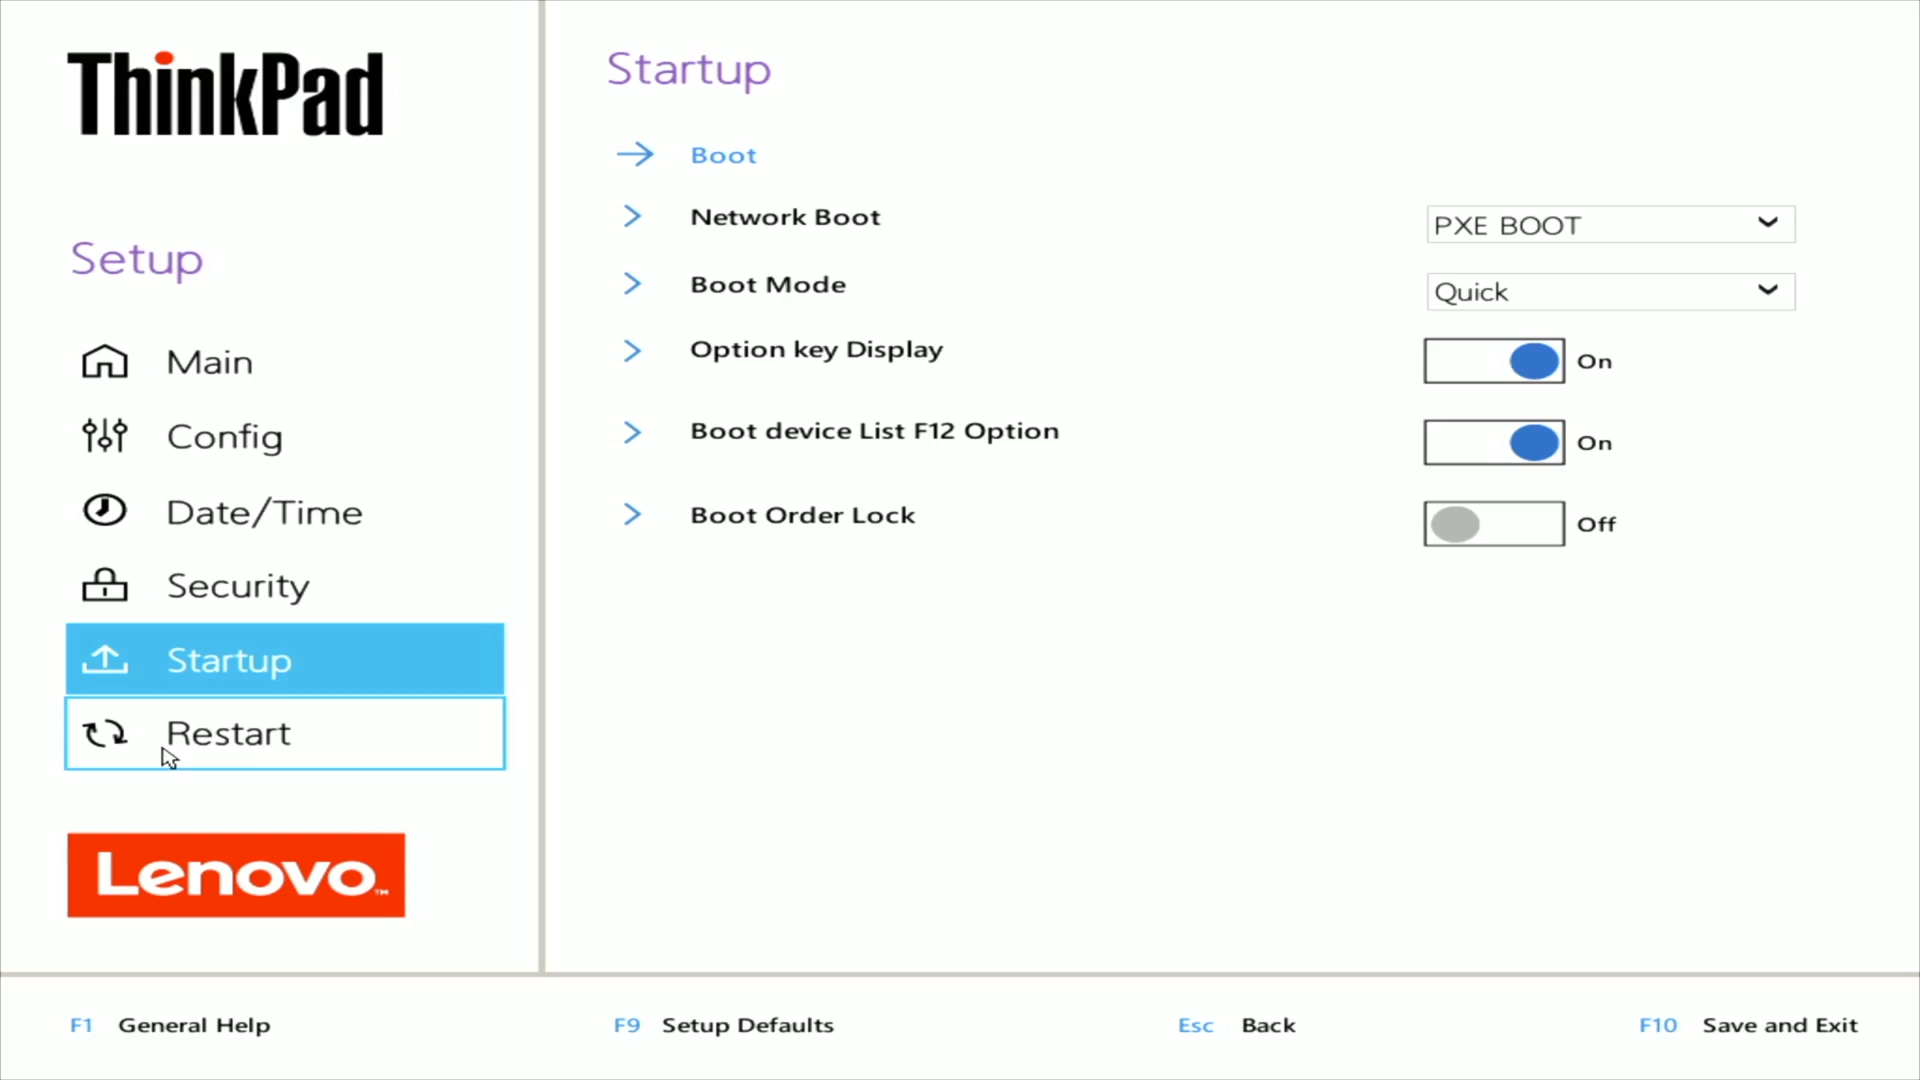 ThinkPad
Setup
Main
Config
Date/Time
Security
Startup
Restart
Lenovo™
Startup
Boot
Network Boot
PXE BOOT
Boot Mode
Quick
Option key Display
On
Boot device List F12 Option
On
Boot Order Lock
Off
F1 General Help
F9 Setup Defaults
Esc Back
F10 Save and Exit